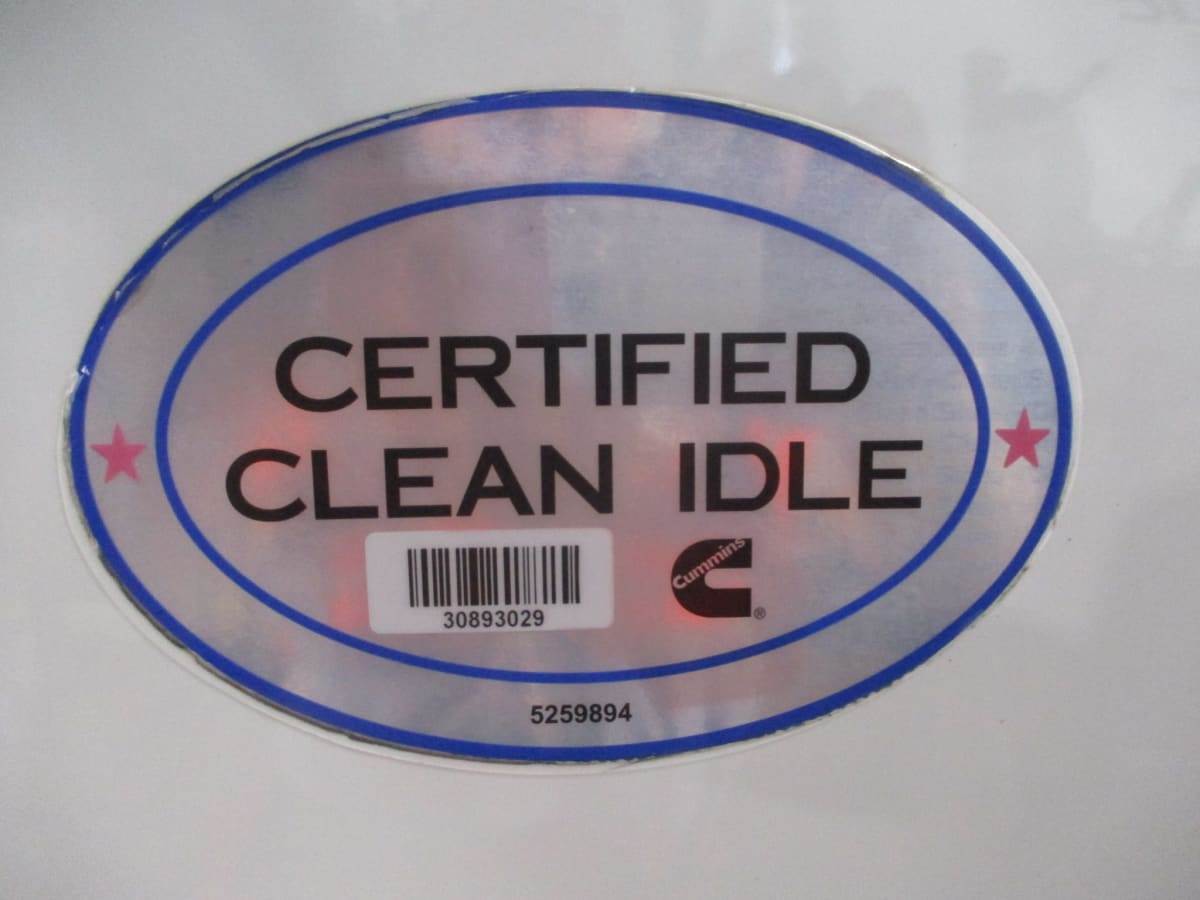 CERTIFIED
CLEAN IDLE
30893029
Cummins
®
5259894